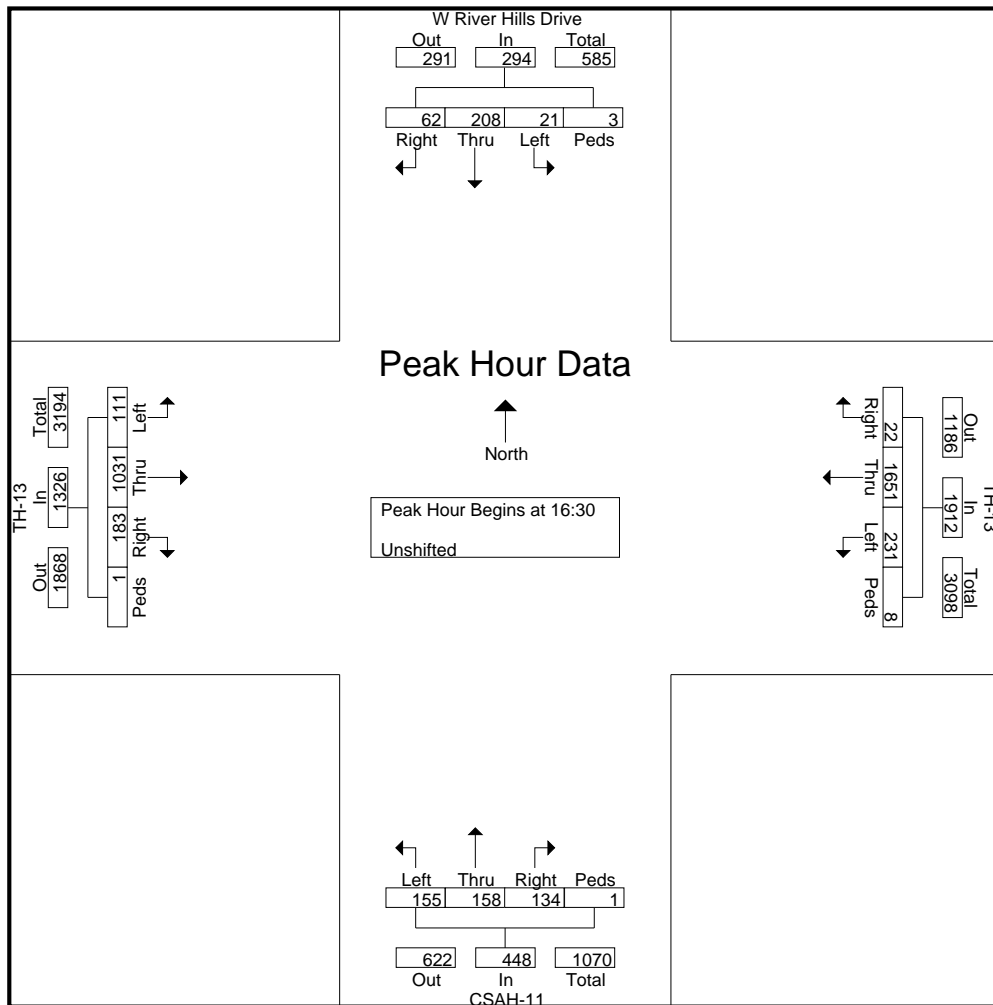 W River Hills Drive
Out In Total
291 294 585
62 208 21 3
Right Thru Left Peds
Peak Hour Data
North
Peak Hour Begins at 16:30
Unshifted
TH-13
Total In Out
3194 1326 1868
111 1031 183 1
Left Thru Right Peds
TH-13
Out In Total
1186 1912 3098
22 1651 231 8
Right Thru Left Peds
Left Thru Right Peds
155 158 134 1
622 448 1070
Out In Total
CSAH-11